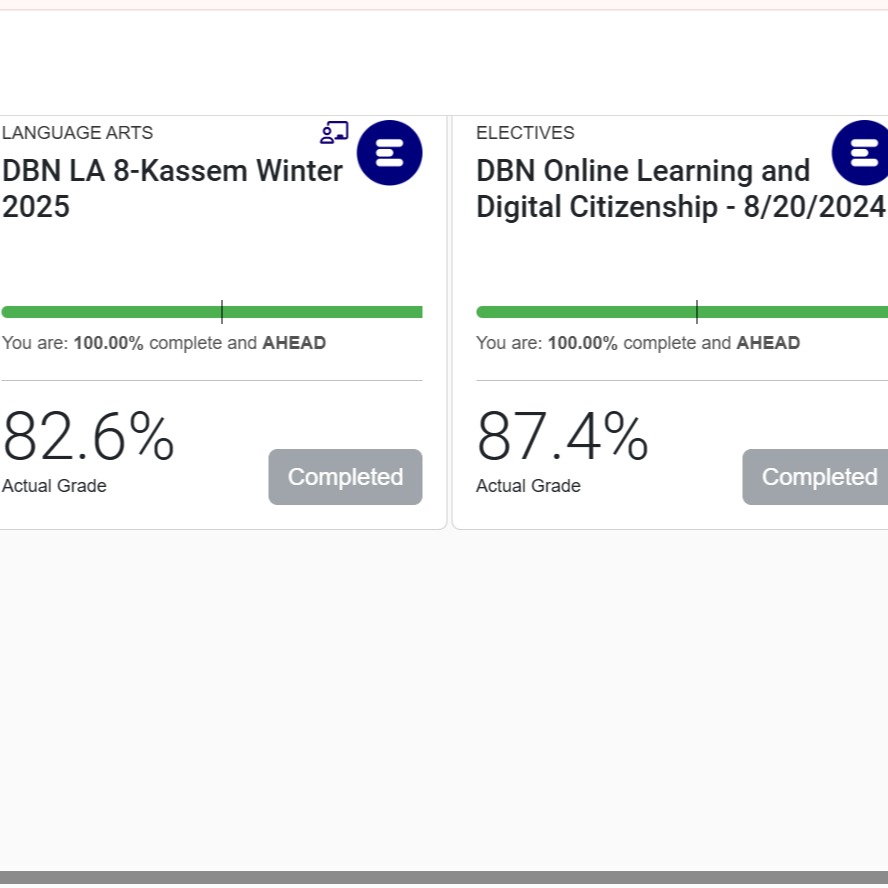 LANGUAGE ARTS
DBN LA 8-Kassem Winter
2025
You are: 100.00% complete and AHEAD
82.6%
Actual Grade
Completed
ELECTIVES
DBN Online Learning and
Digital Citizenship - 8/20/2024
You are: 100.00% complete and AHEAD
87.4%
Actual Grade
Completed